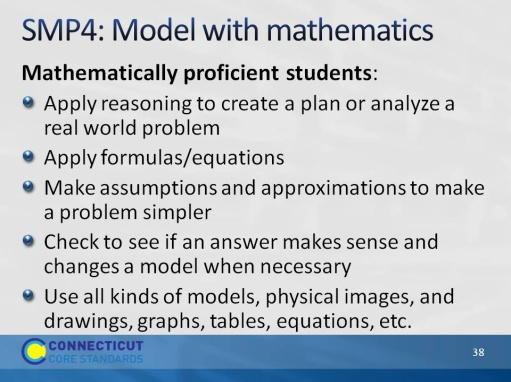 SMP4: Model with mathematics
Mathematically proficient students:
Apply reasoning to create a plan or analyze a
real world problem
Apply formulas/equations
Make assumptions and approximations to make
a problem simpler
Check to see if an answer makes sense and
changes a model when necessary
Use all kinds of models, physical images, and
drawings, graphs, tables, equations, etc.
CONNECTICUT
CORE STANDARDS
38